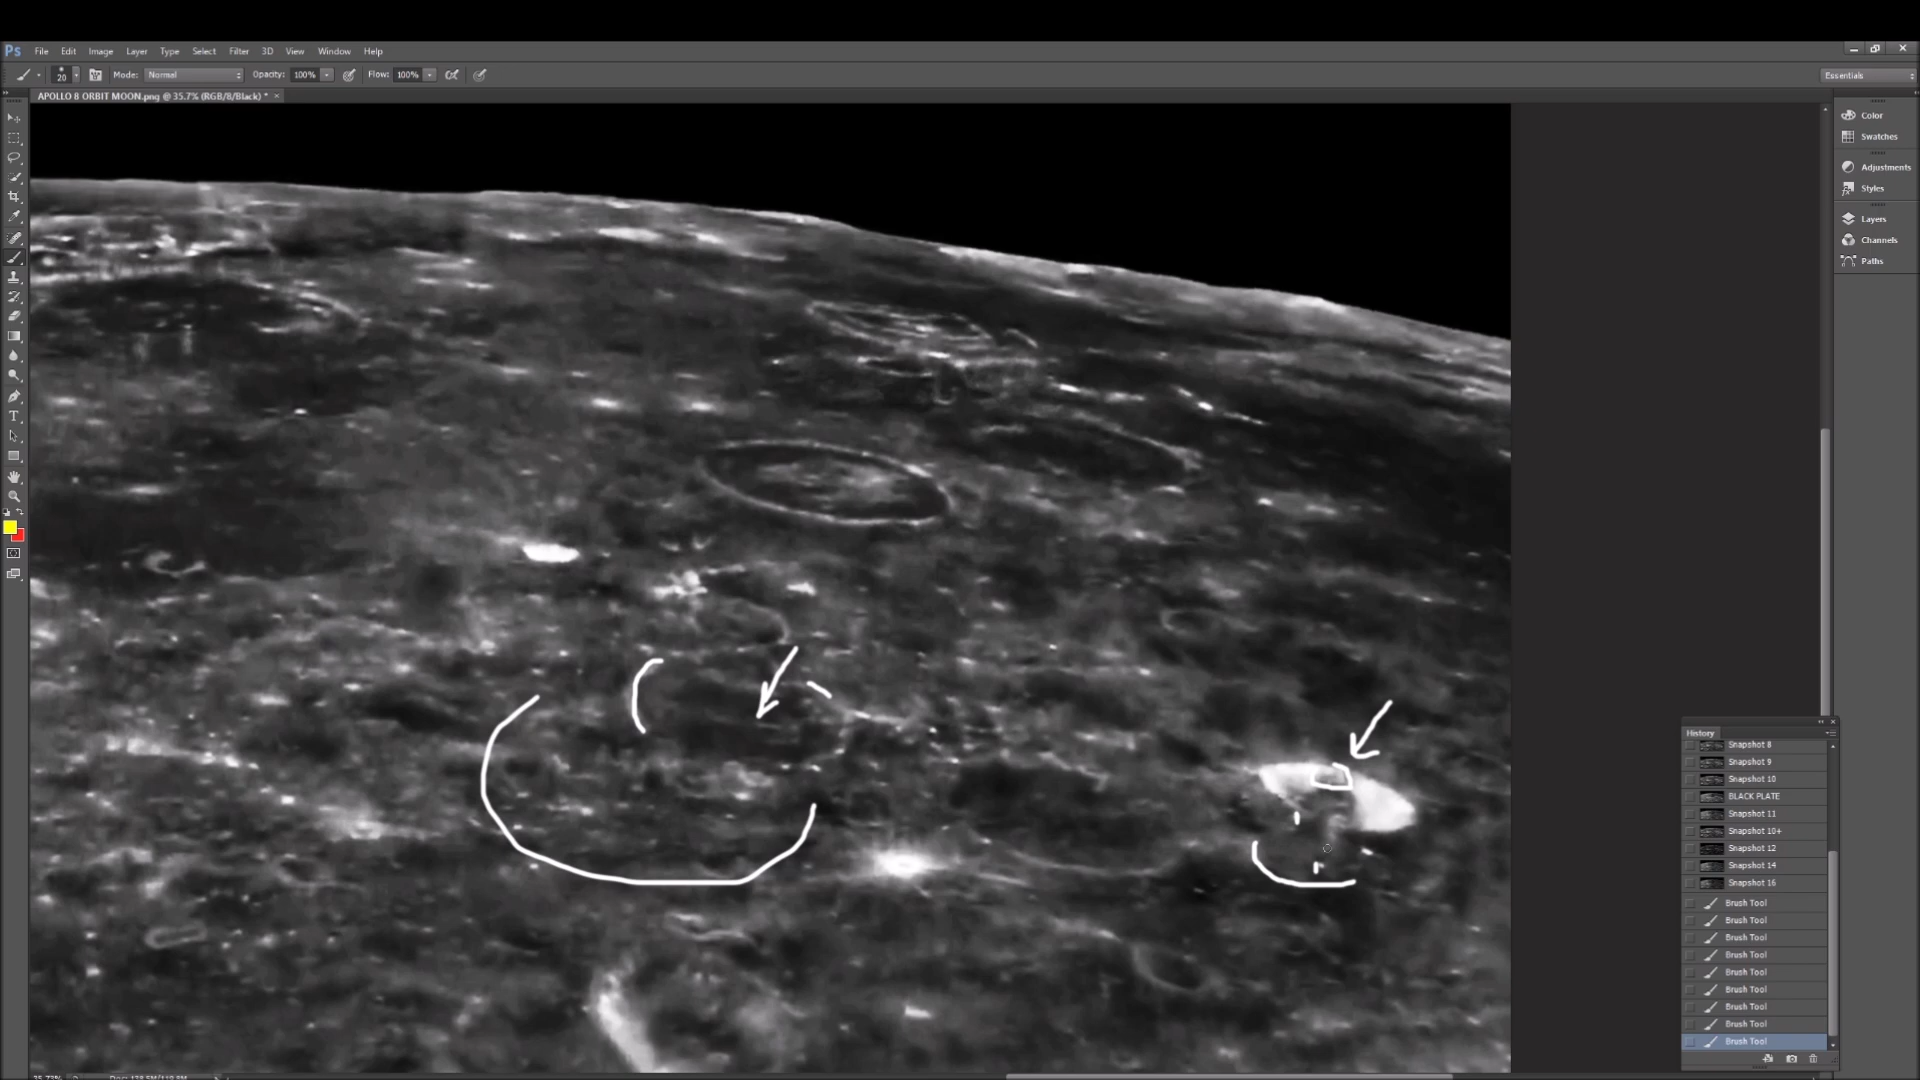 Ps File Edit Image Layer Type Select Filter 3D View Window Help
20 Mode: Normal Opacity: 100% Flow: 100% Essentials
APOLLO 8 ORBIT MOON.png @ 35.7% (RGB/8/Black) * ×
Color
Swatches
Adjustments
Styles
Layers
Channels
Paths
History
Snapshot 8
Snapshot 9
Snapshot 10
BLACK PLATE
Snapshot 11
Snapshot 10+
Snapshot 12
Snapshot 14
Snapshot 16
Brush Tool
Brush Tool
Brush Tool
Brush Tool
Brush Tool
Brush Tool
Brush Tool
Brush Tool
Brush Tool